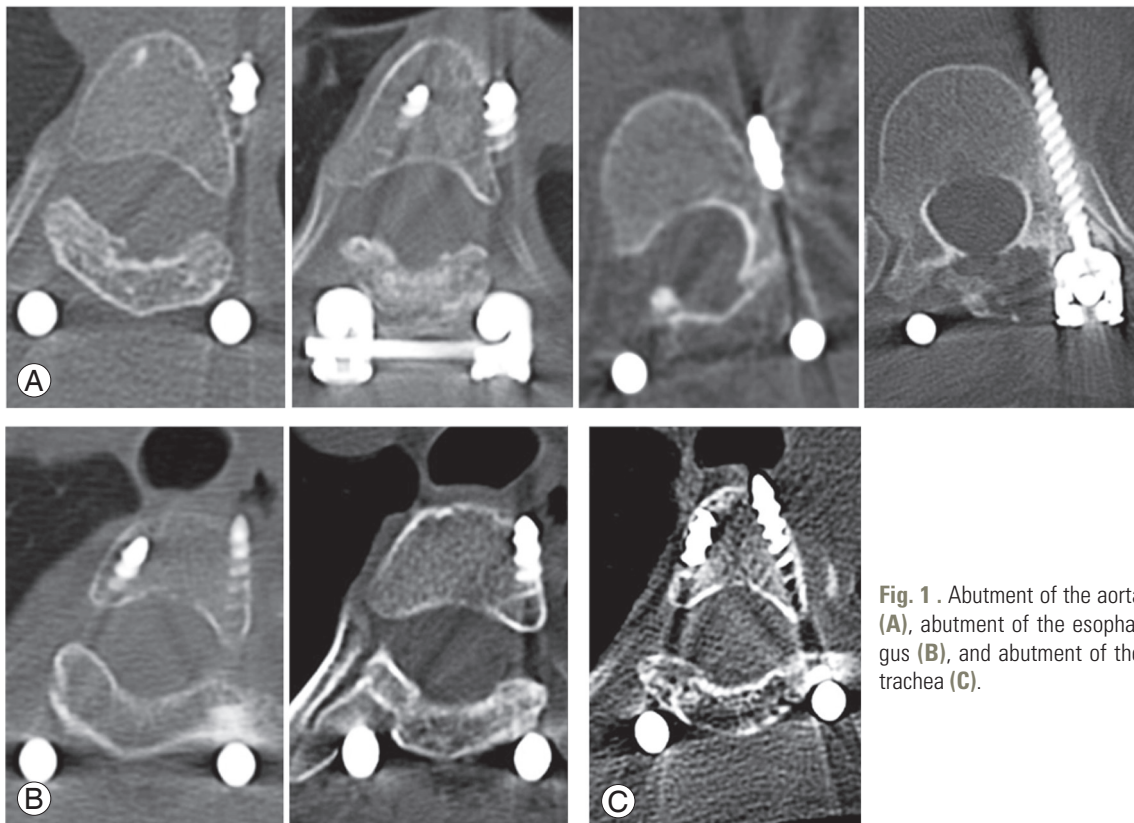 A
B
C
Fig. 1 . Abutment of the aorta
(A), abutment of the esopha-
gus (B), and abutment of the
trachea (C).